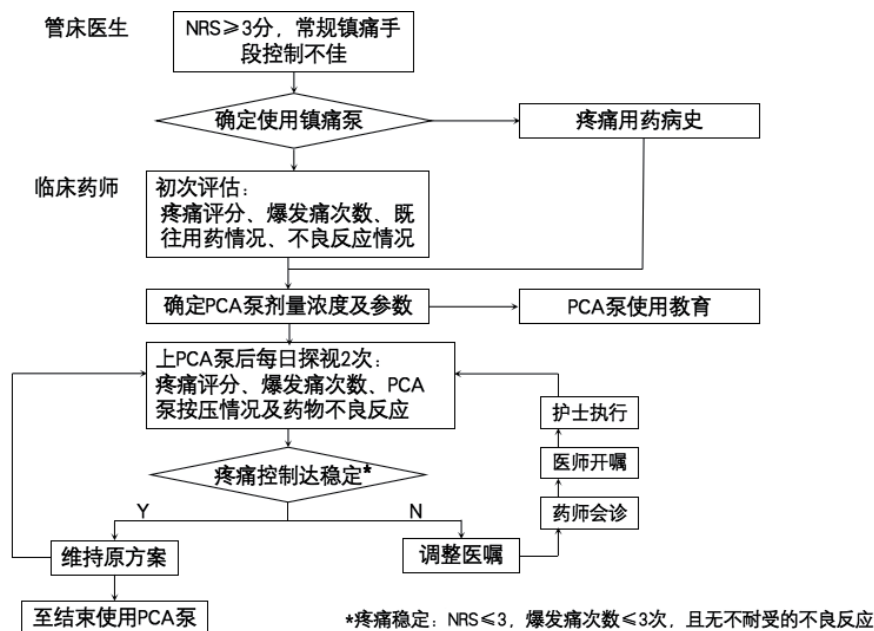 管床医生
NRS≥3分，常规镇痛手
段控制不佳
确定使用镇痛泵
疼痛用药病史
临床药师
初次评估：
疼痛评分、爆发痛次数、既
往用药情况、不良反应情况
确定PCA泵剂量浓度及参数
PCA泵使用教育
上PCA泵后每日探视2次：
疼痛评分、爆发痛次数、PCA
泵按压情况及药物不良反应
护士执行
医师开嘱
药师会诊
疼痛控制达稳定*
Y
N
维持原方案
调整医嘱
至结束使用PCA泵
*疼痛稳定：NRS≤3，爆发痛次数≤3次，且无不耐受的不良反应